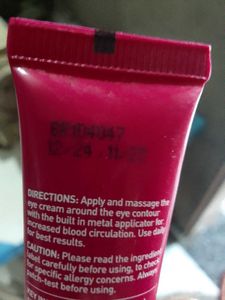 12/24 11/27
DIRECTIONS: Apply and massage the
eye cream around the eye contour
with the built in metal applicator for
increased blood circulation. Use daily
for best results.
CAUTION: Please read the ingredient
label carefully before using, to check
for specific allergy concerns. Always
patch-test before using.